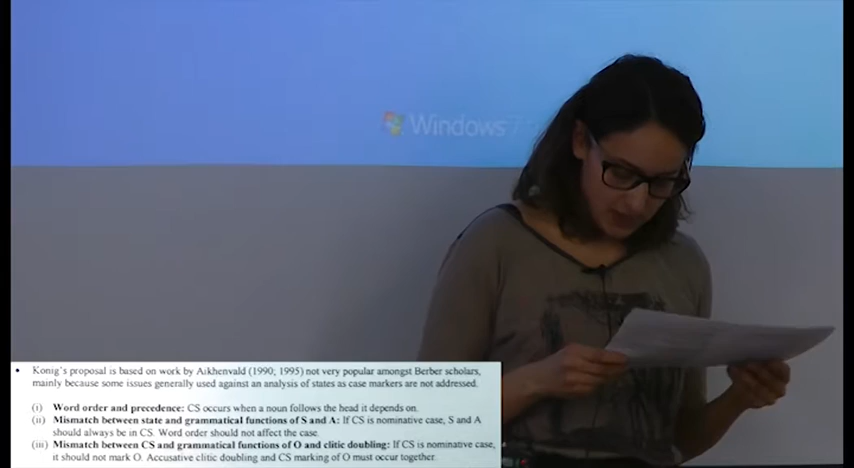 Windows 7
• Konig's proposal is based on work by Aikhenvald (1990; 1995) not very popular amongst Berber scholars,
mainly because some issues generally used against an analysis of states as case markers are not addressed.
(i) Word order and precedence: CS occurs when a noun follows the head it depends on.
(ii) Mismatch between state and grammatical functions of S and A: If CS is nominative case, S and A
should always be in CS. Word order should not affect the case.
(iii) Mismatch between CS and grammatical functions of O and clitic doubling: If CS is nominative case,
it should not mark O. Accusative clitic doubling and CS marking of O must occur together.